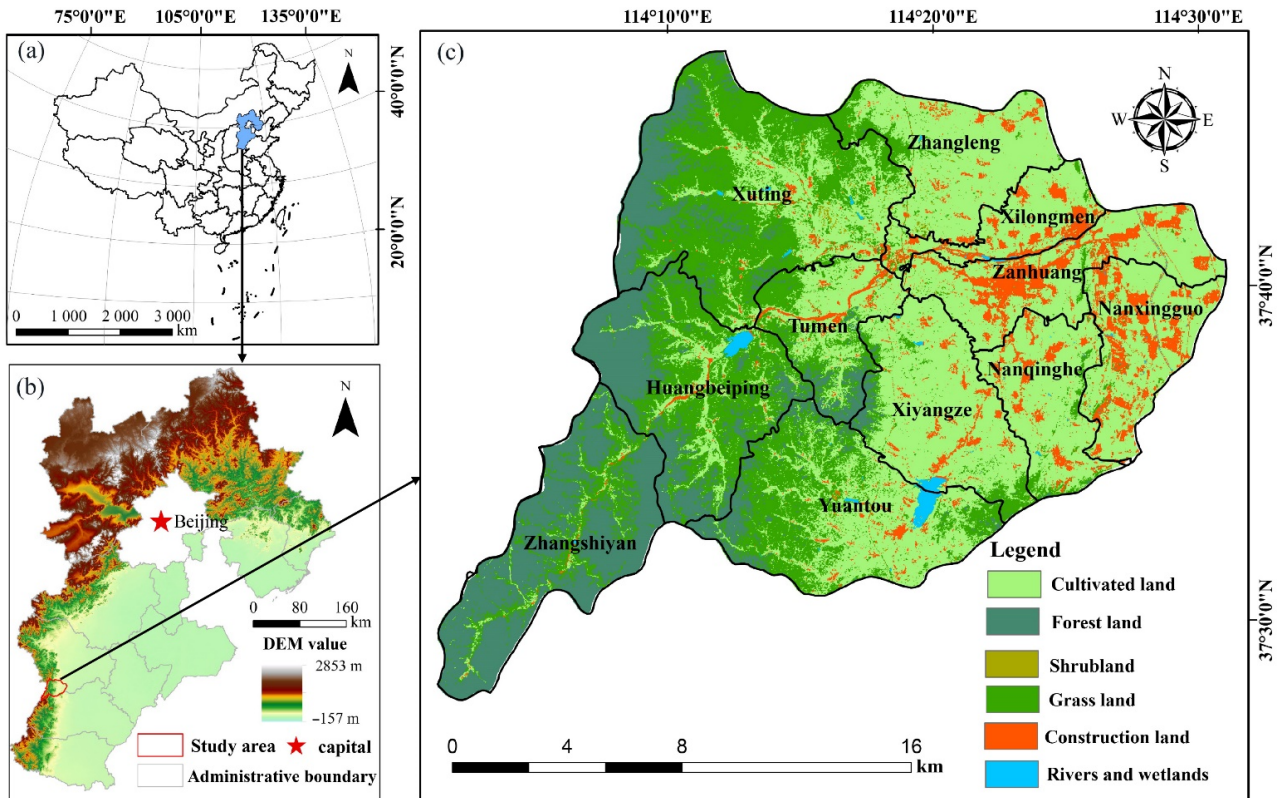 75°0'0"E 105°0'0"E 135°0'0"E
(a)
N
40°0'0"N
20°0'0"N
0 1 000 2 000 3 000
km
(b)
N
Beijing
0 80 160
km
DEM value
2853 m
−157 m
Study area
capital
Administrative boundary
114°10'0"E 114°20'0"E 114°30'0"E
(c)
N
W E
S
Zhangleng
Xuting
Xilongmen
Zanhuang
Nanxingguo
Tumen
Nanqinghe
Huangbeiping
Xiyangze
Yuantou
Zhangshiyan
37°40'0"N
37°30'0"N
Legend
Cultivated land
Forest land
Shrubland
Grass land
Construction land
Rivers and wetlands
0 4 8 16
km